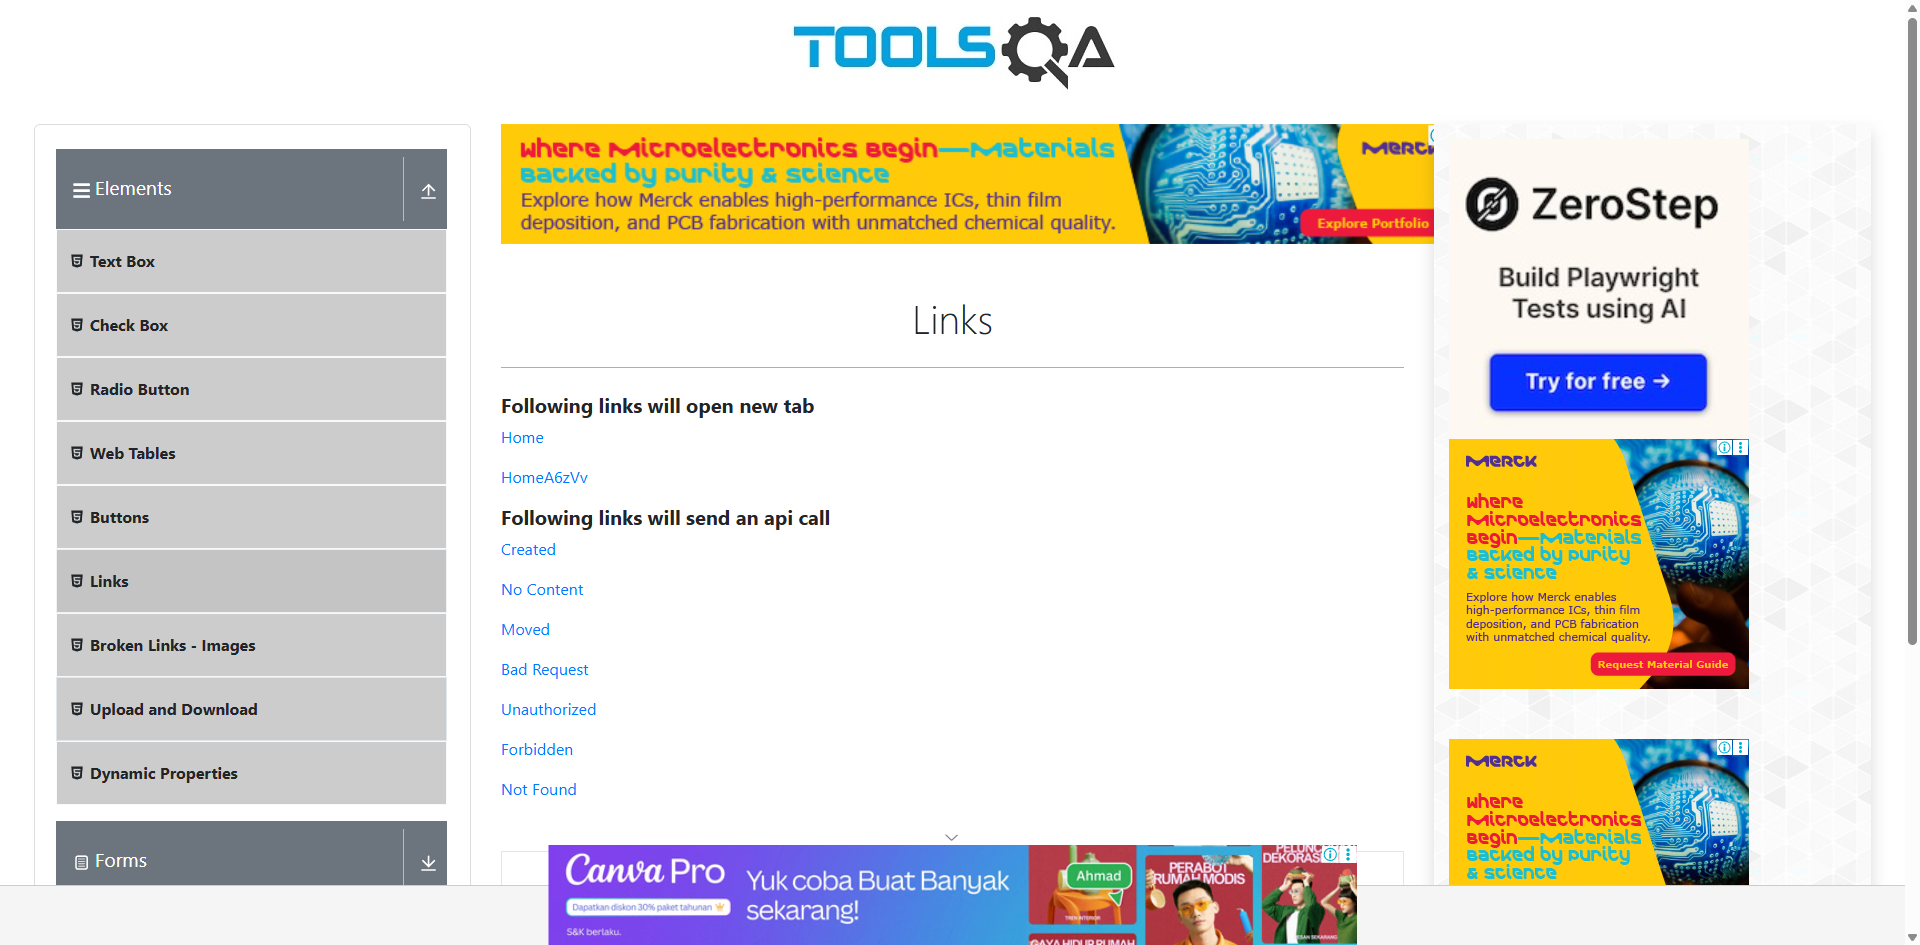 TOOLSQA
Elements
Text Box
Check Box
Radio Button
Web Tables
Buttons
Links
Broken Links - Images
Upload and Download
Dynamic Properties
Forms
Where Microelectronics Begin—Materials
Backed by Purity & Science
Explore how Merck enables high-performance ICs, thin film
deposition, and PCB fabrication with unmatched chemical quality.
MERCK
Explore Portfolio
Links
Following links will open new tab
Home
HomeA6zVv
Following links will send an api call
Created
No Content
Moved
Bad Request
Unauthorized
Forbidden
Not Found
ZeroStep
Build Playwright
Tests using AI
Try for free →
MERCK
Where
Microelectronics
Begin—Materials
Backed by Purity
& Science
Explore how Merck enables
high-performance ICs, thin film
deposition, and PCB fabrication
with unmatched chemical quality.
Request Material Guide
MERCK
Where
Microelectronics
Begin—Materials
Backed by Purity
& Science
Canva Pro
Dapatkan diskon 30% paket tahunan
S&K berlaku.
Yuk coba Buat Banyak
sekarang!
Ahmad
TREN INTERIOR
GAYA HIDUP RUMAH
PERABOT
RUMAH MODIS
PELUNC
DEKORAS
PESAN SEKARANG